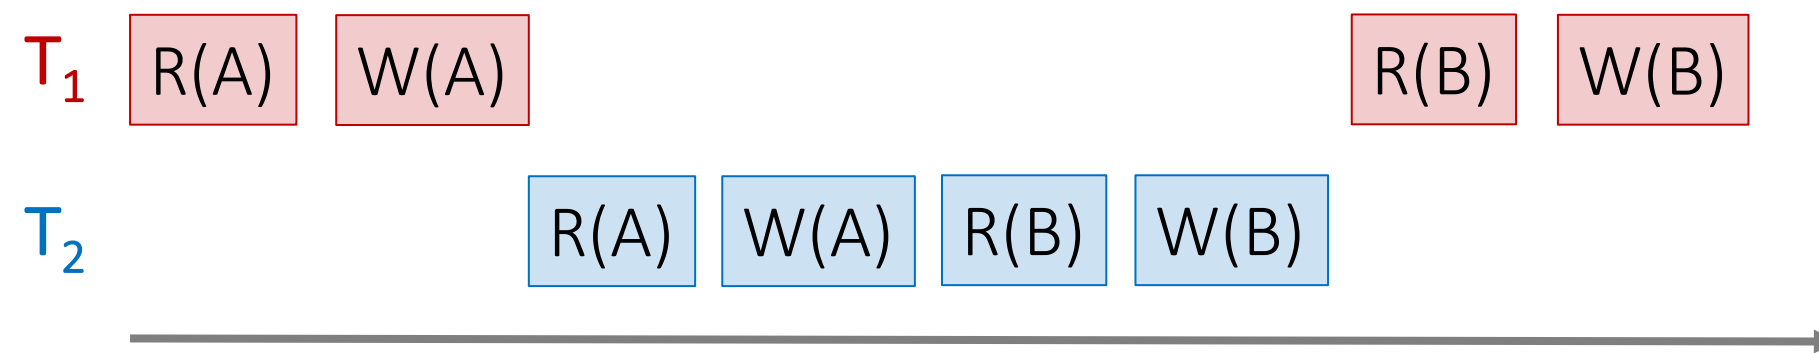 T₁ R(A) W(A) R(B) W(B)
T₂ R(A) W(A) R(B) W(B)